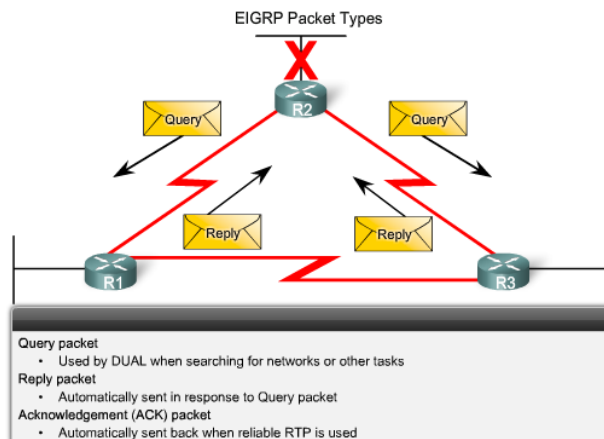 EIGRP Packet Types
R2
Query
Query
Reply
Reply
R1
R3
Query packet
• Used by DUAL when searching for networks or other tasks
Reply packet
• Automatically sent in response to Query packet
Acknowledgement (ACK) packet
• Automatically sent back when reliable RTP is used